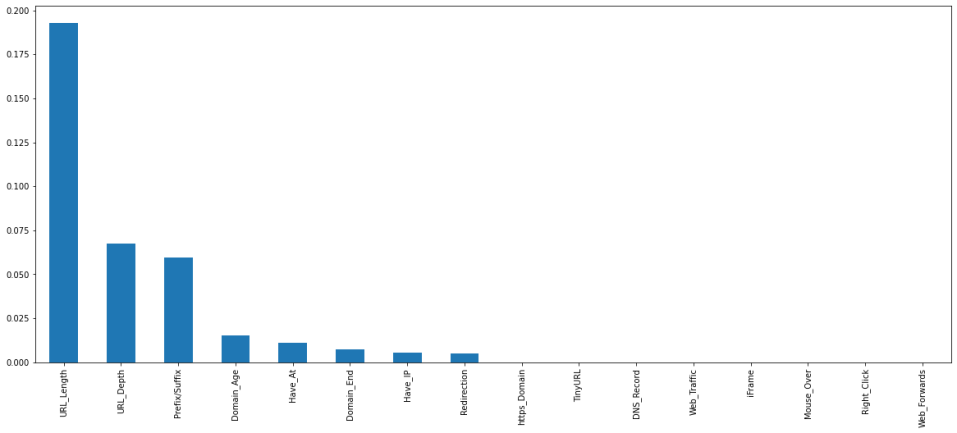 0.200
0.175
0.150
0.125
0.100
0.075
0.050
0.025
0.000
URL_Length
URL_Depth
Prefix/Suffix
Domain_Age
Have_At
Domain_End
Have_IP
Redirection
https_Domain
TinyURL
DNS_Record
Web_Traffic
iFrame
Mouse_Over
Right_Click
Web_Forwards